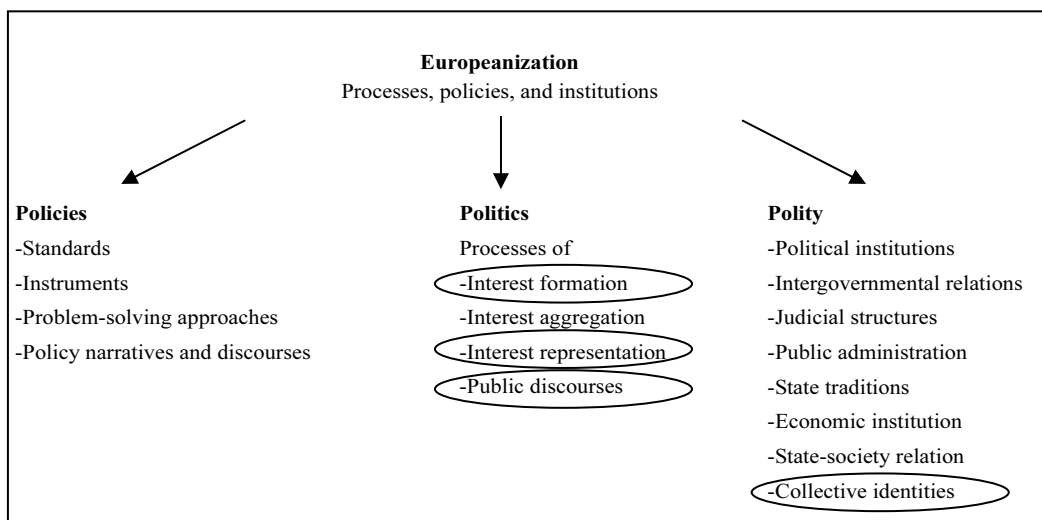 Europeanization
Processes, policies, and institutions
Policies
-Standards
-Instruments
-Problem-solving approaches
-Policy narratives and discourses
Politics
Processes of
-Interest formation
-Interest aggregation
-Interest representation
-Public discourses
Polity
-Political institutions
-Intergovernmental relations
-Judicial structures
-Public administration
-State traditions
-Economic institution
-State-society relation
-Collective identities